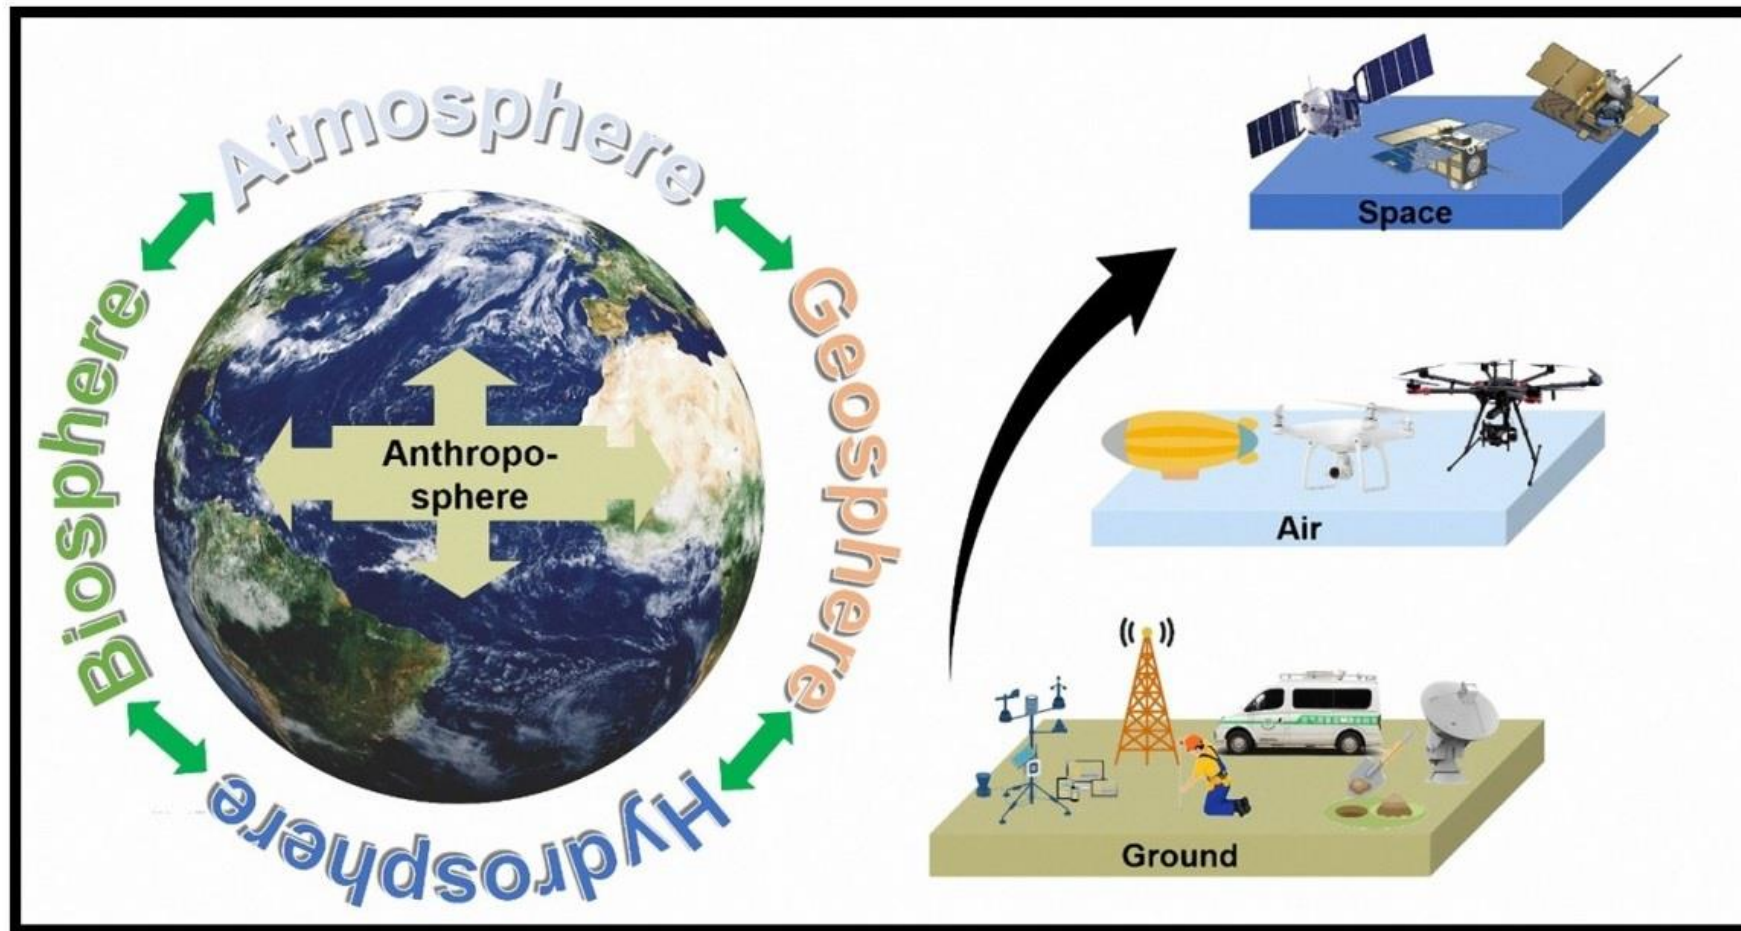 Atmosphere
Geosphere
Hydrosphere
Biosphere
Anthropo-
sphere
Space
Air
Ground